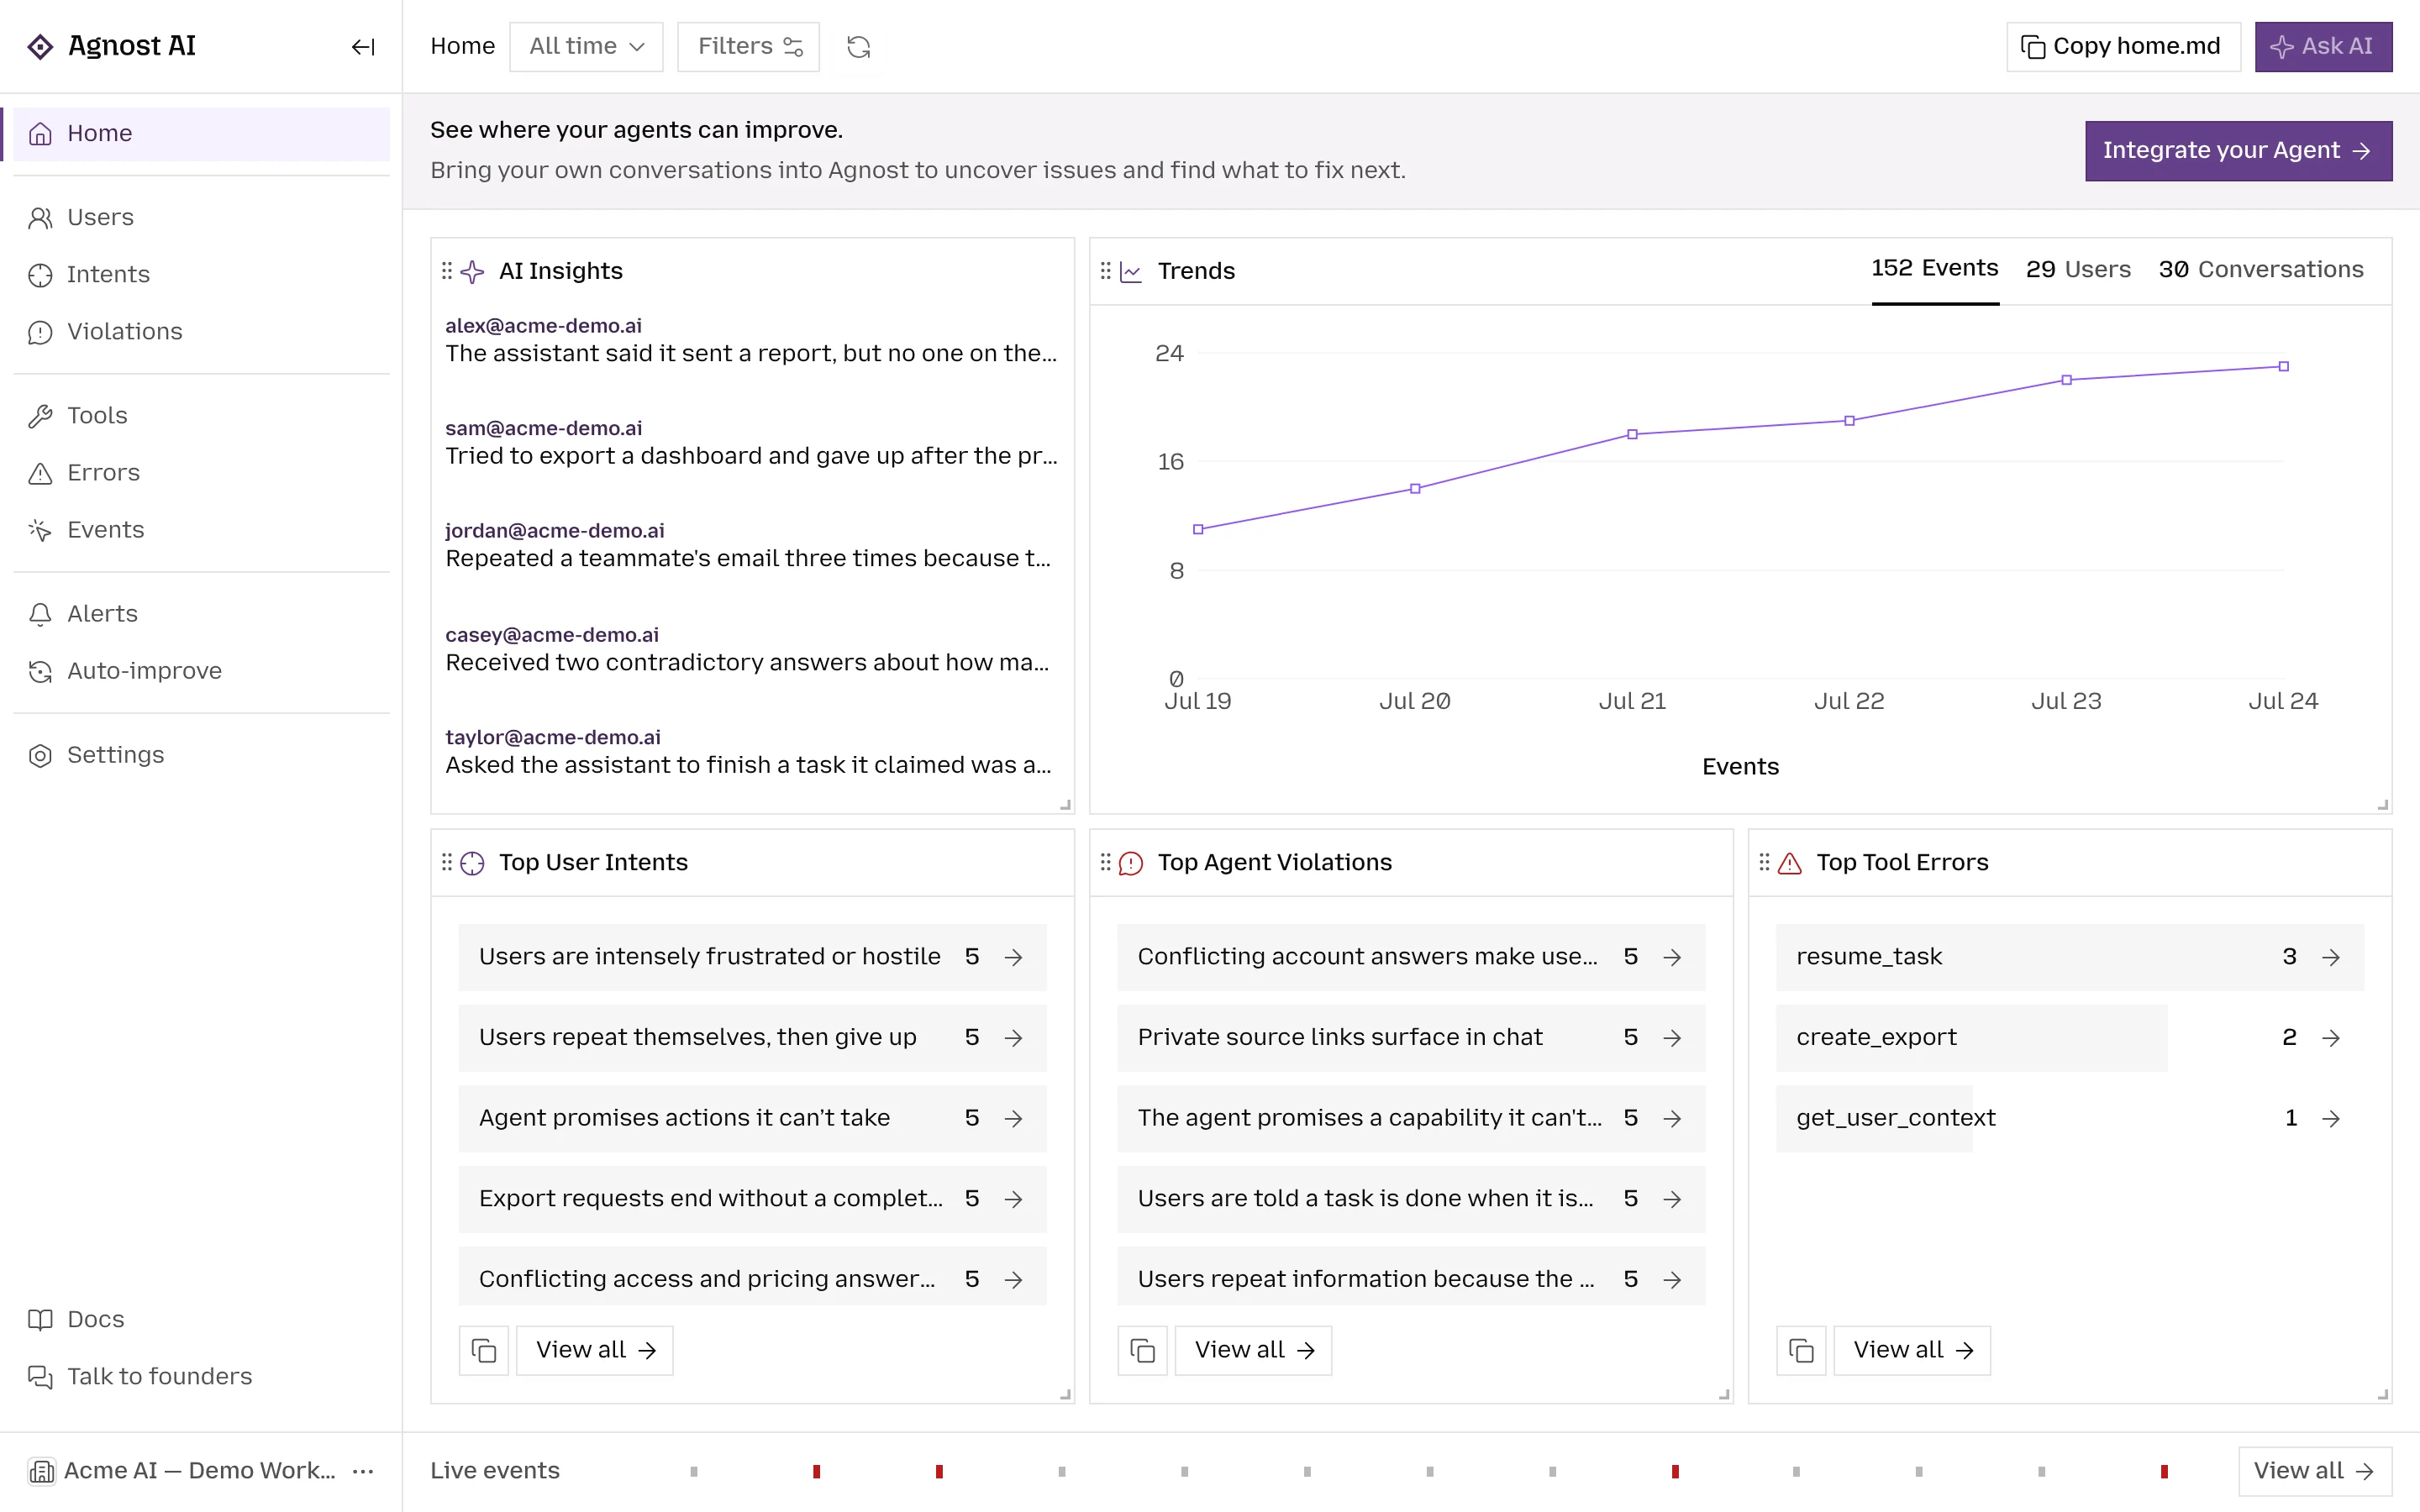 Agnost AI
Home
Users
Intents
Violations
Tools
Errors
Events
Alerts
Auto-improve
Settings
Docs
Talk to founders
Acme AI — Demo Work...
Home
All time
Filters
Copy home.md
Ask AI
See where your agents can improve.
Bring your own conversations into Agnost to uncover issues and find what to fix next.
Integrate your Agent
AI Insights
alex@acme-demo.ai
The assistant said it sent a report, but no one on the...
sam@acme-demo.ai
Tried to export a dashboard and gave up after the pr...
jordan@acme-demo.ai
Repeated a teammate's email three times because t...
casey@acme-demo.ai
Received two contradictory answers about how ma...
taylor@acme-demo.ai
Asked the assistant to finish a task it claimed was a...
Trends
152 Events
29 Users
30 Conversations
24
16
8
0
Jul 19
Jul 20
Jul 21
Jul 22
Jul 23
Jul 24
Events
Top User Intents
Users are intensely frustrated or hostile 5
Users repeat themselves, then give up 5
Agent promises actions it can’t take 5
Export requests end without a complet... 5
Conflicting access and pricing answer... 5
View all
Top Agent Violations
Conflicting account answers make use... 5
Private source links surface in chat 5
The agent promises a capability it can't... 5
Users are told a task is done when it is... 5
Users repeat information because the ... 5
View all
Top Tool Errors
resume_task 3
create_export 2
get_user_context 1
View all
Live events
View all